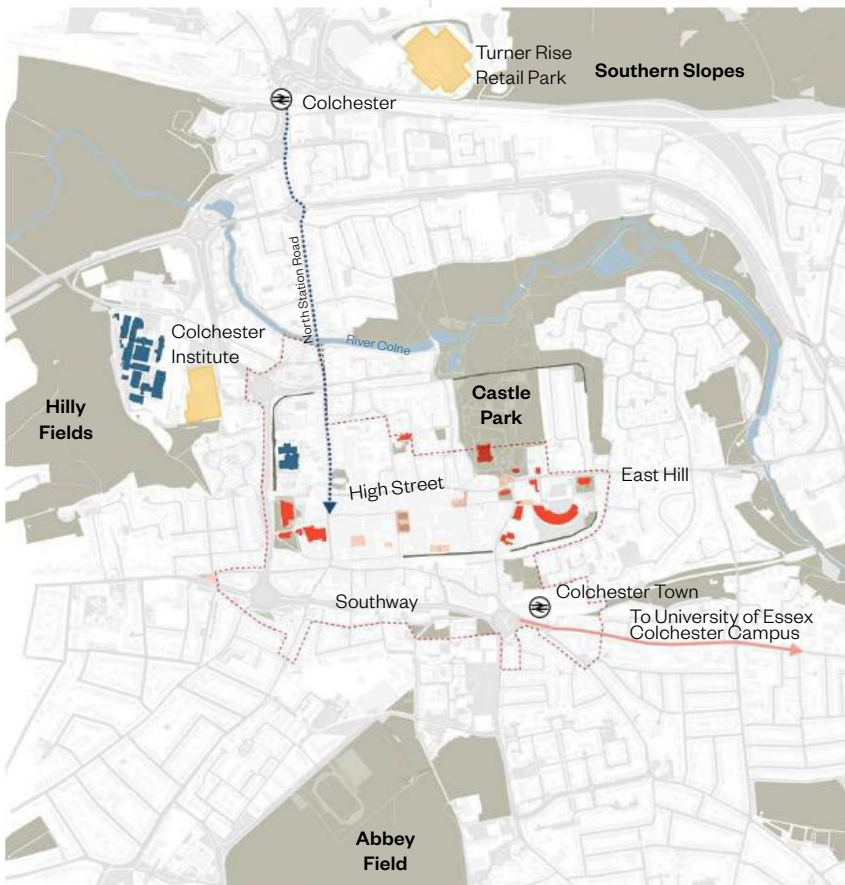 Turner Rise
Retail Park
Southern Slopes
Colchester
North Station Road
Colchester
Institute
River Colne
Hilly
Fields
Castle
Park
East Hill
High Street
Colchester Town
Southway
To University of Essex
Colchester Campus
Abbey
Field